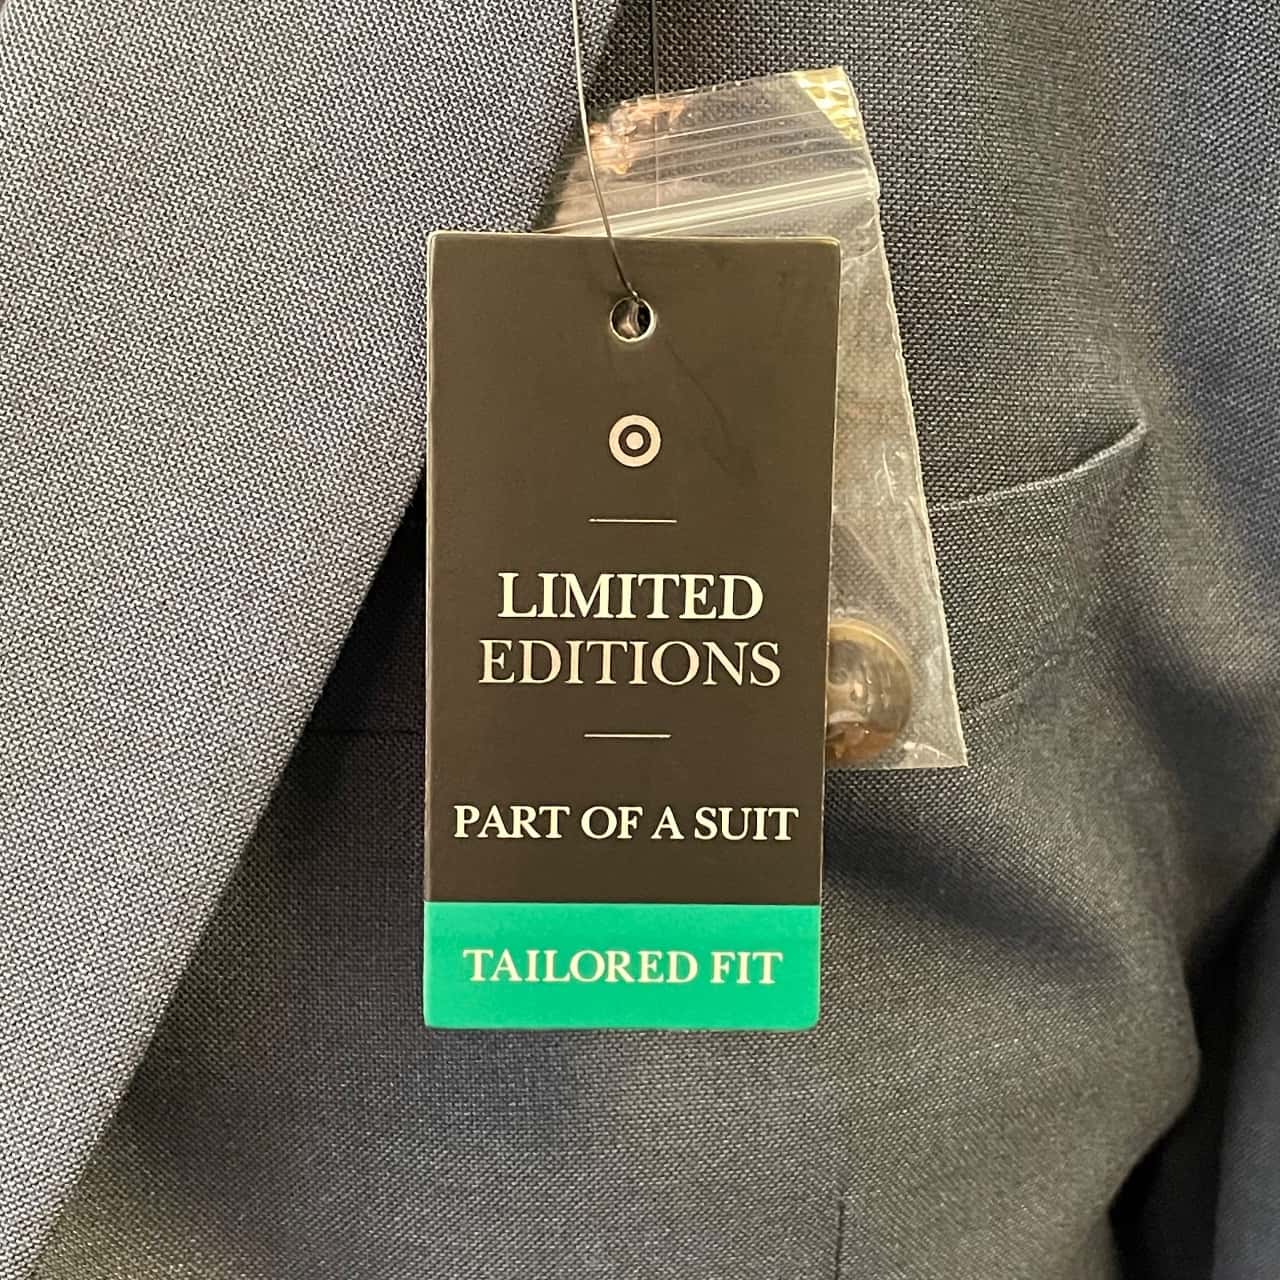 LIMITED
EDITIONS
PART OF A SUIT
TAILORED FIT